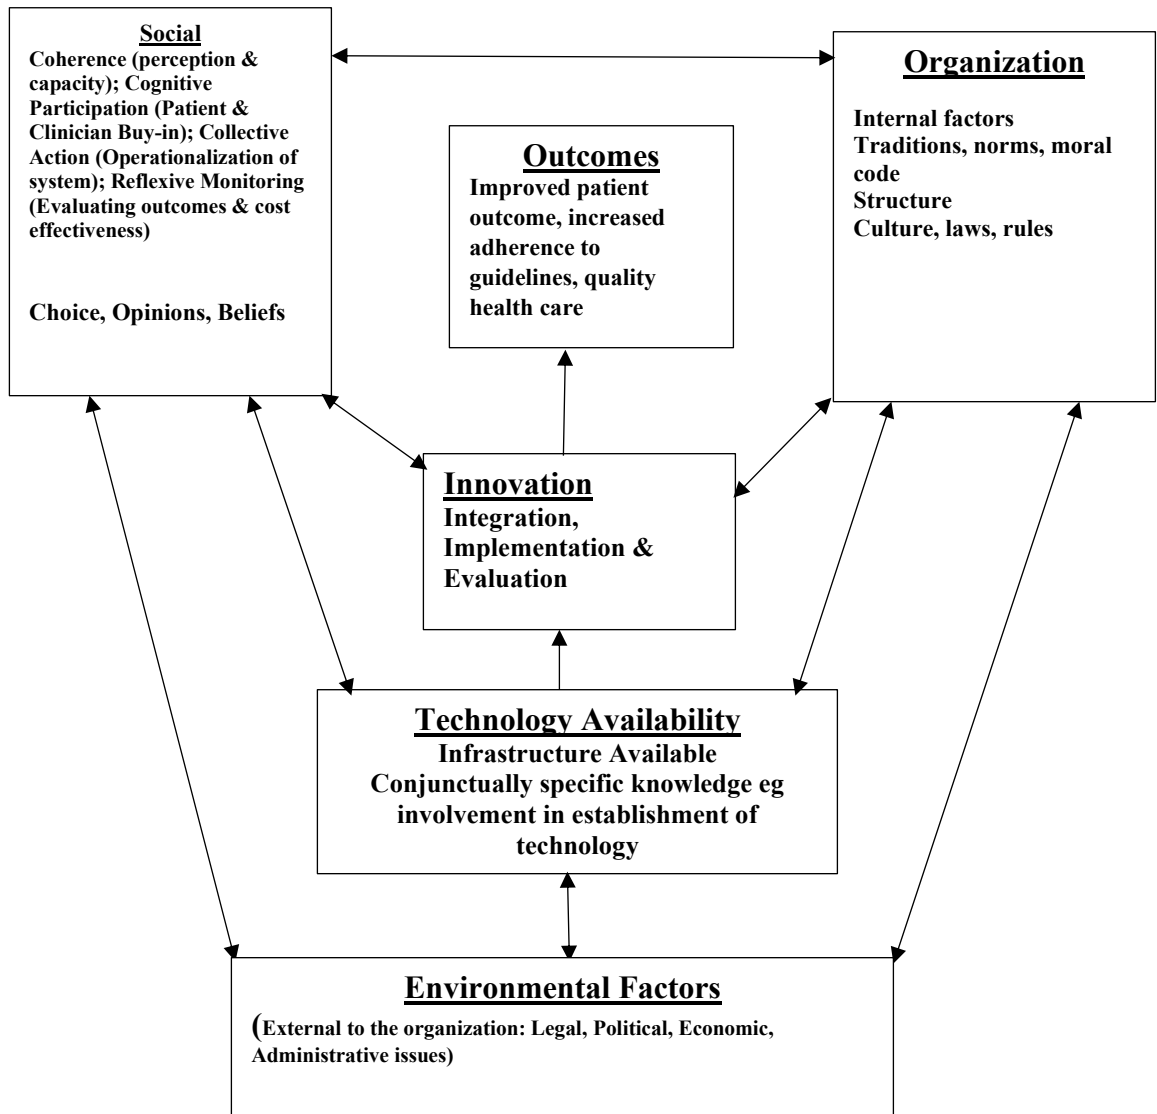 Social
Coherence (perception &
capacity); Cognitive
Participation (Patient &
Clinician Buy-in); Collective
Action (Operationalization of
system); Reflexive Monitoring
(Evaluating outcomes & cost
effectiveness)
Choice, Opinions, Beliefs
Organization
Internal factors
Traditions, norms, moral
code
Structure
Culture, laws, rules
Outcomes
Improved patient
outcome, increased
adherence to
guidelines, quality
health care
Innovation
Integration,
Implementation &
Evaluation
Technology Availability
Infrastructure Available
Conjunctually specific knowledge eg
involvement in establishment of
technology
Environmental Factors
(External to the organization: Legal, Political, Economic,
Administrative issues)